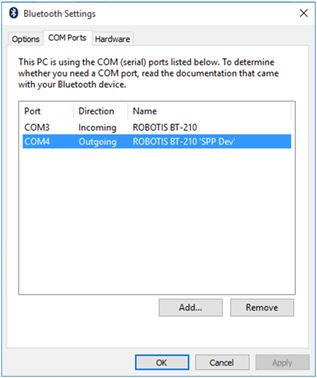 Bluetooth Settings
Options COM Ports Hardware
This PC is using the COM (serial) ports listed below. To determine
whether you need a COM port, read the documentation that came
with your Bluetooth device.
Port Direction Name
COM3 Incoming ROBOTIS BT-210
COM4 Outgoing ROBOTIS BT-210 'SPP Dev'
Add... Remove
OK Cancel Apply